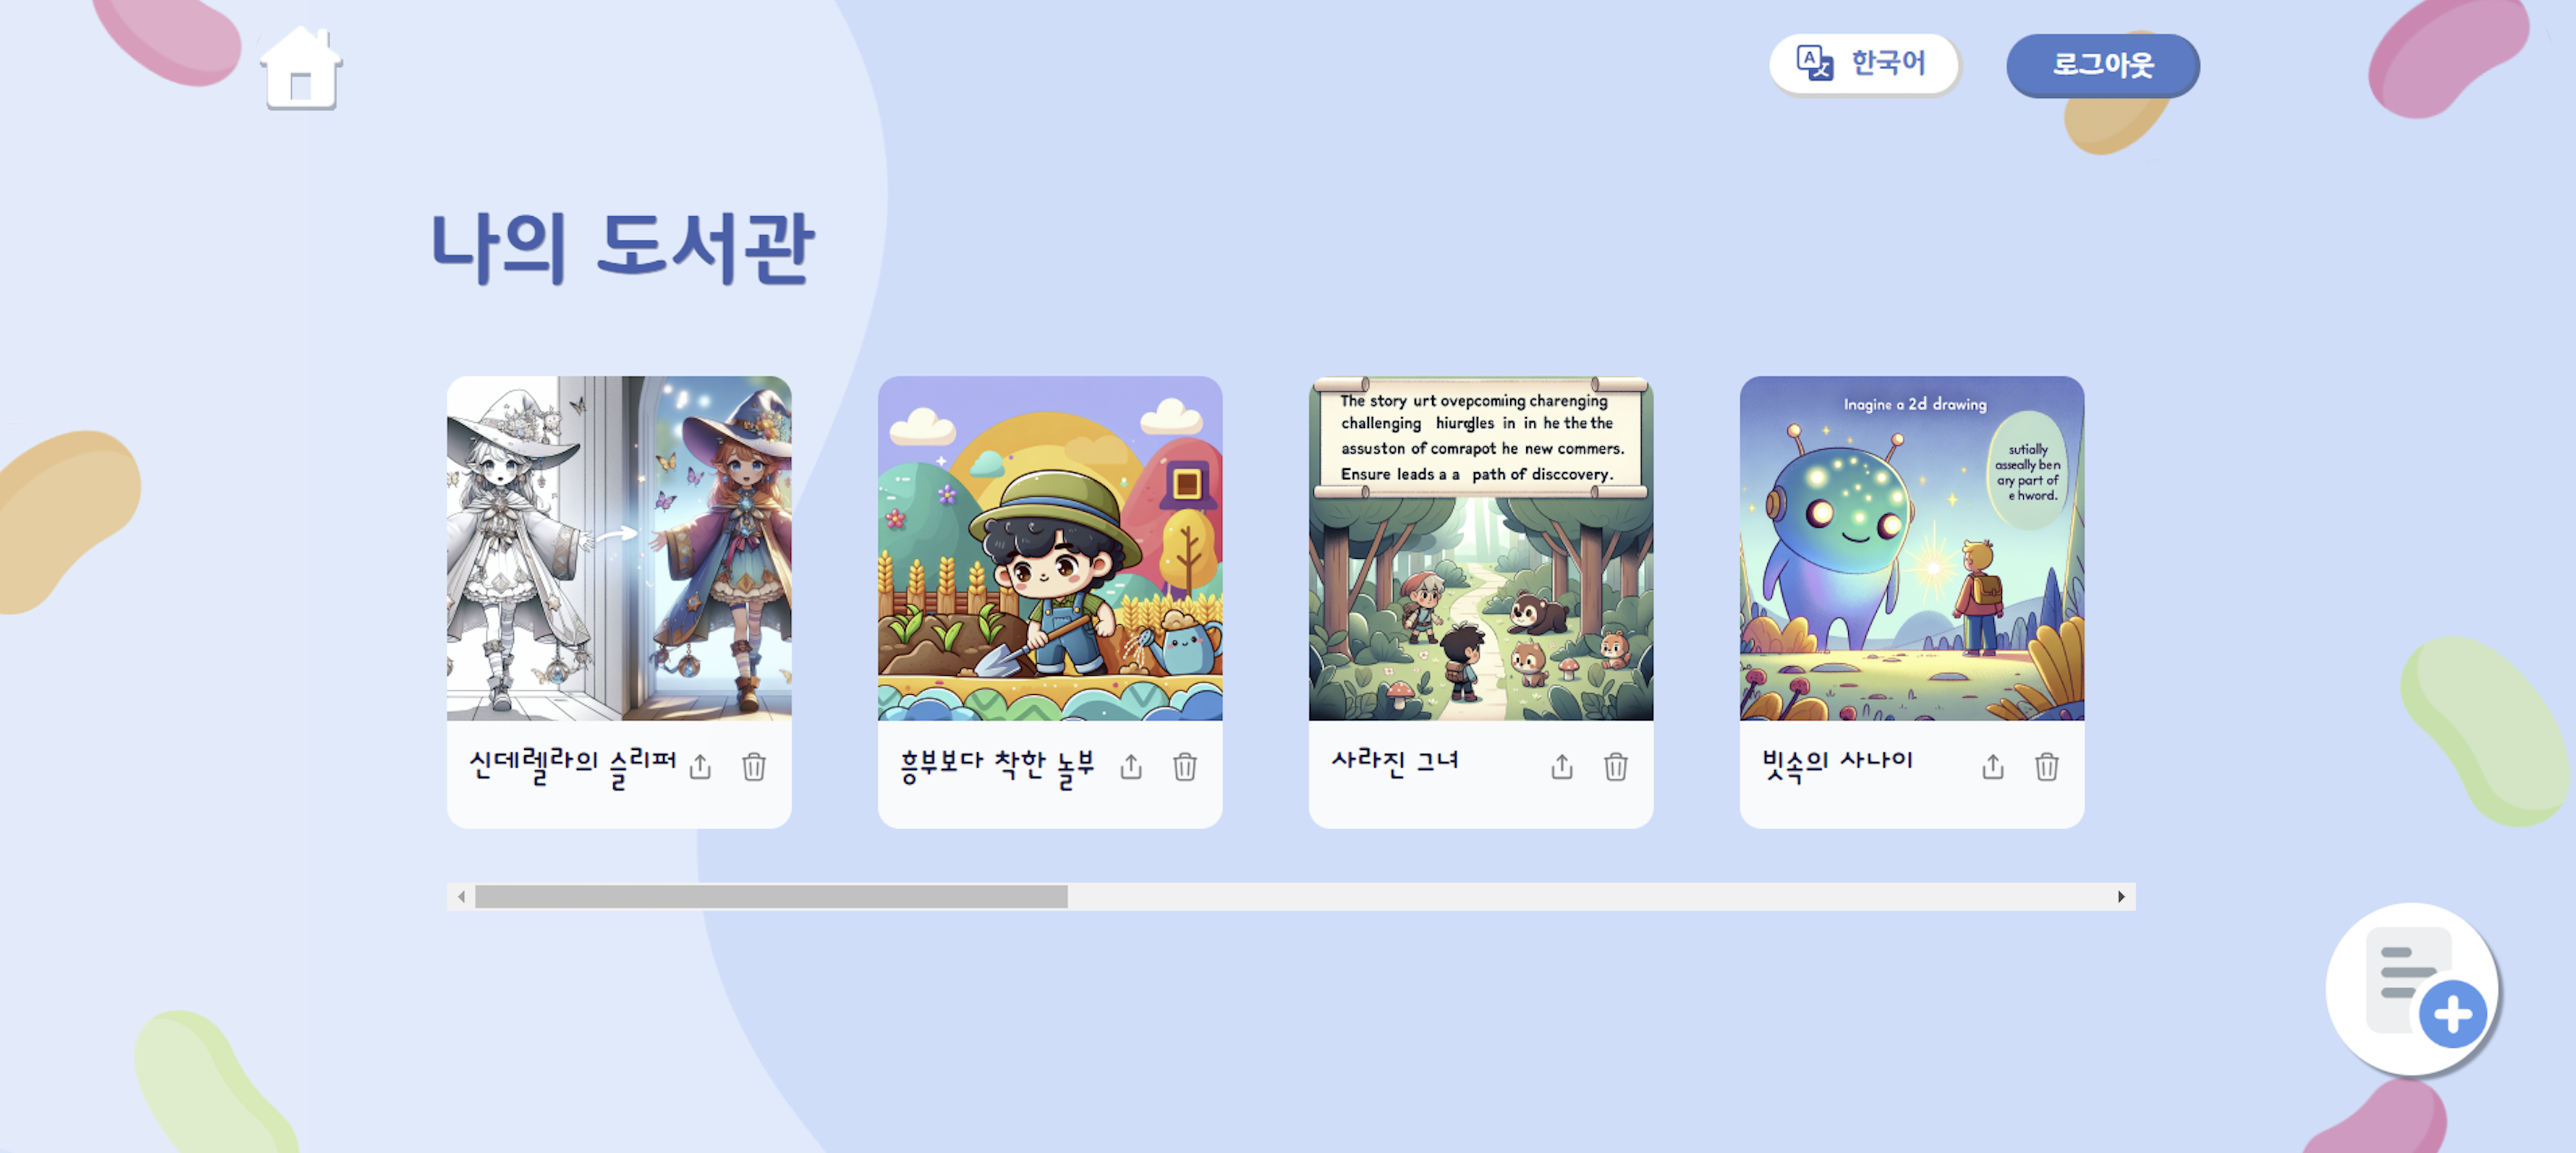 한국어
로그아웃
나의 도서관
The story urt ovepcoming charenging
challenging hiurqlles in in he the the
assuston of comrapot he new commers.
Ensure leads a a path of disccovery.
Inagine a 2d drawing
sutially
asseally ben
ary part of
e hword.
신데렐라의 슬리퍼
흥부보다 착한 놀부
사라진 그녀
빗속의 사나이